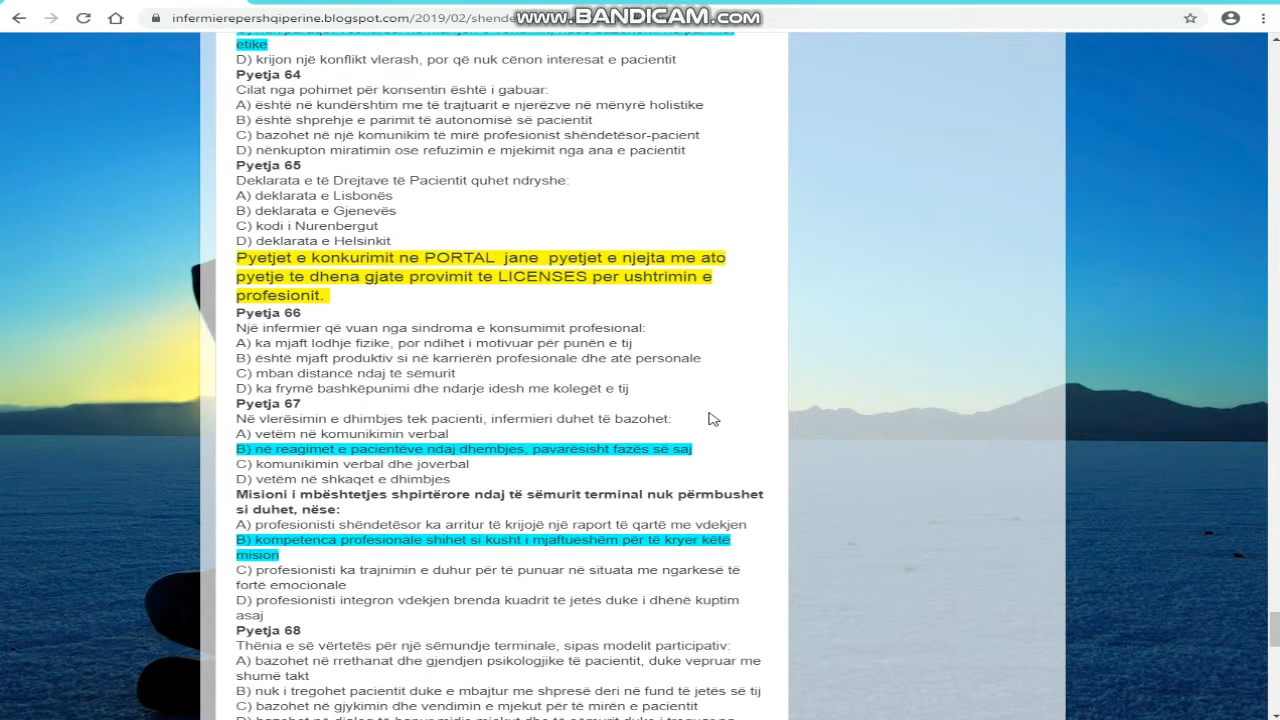 infermierepershqiperine.blogspot.com/2019/02/shende
www.BANDICAM.com
etike
D) krijon një konflikt vlerash, por që nuk cënon interesat e pacientit
Pyetja 64
Cilat nga pohimet për konsentin është i gabuar:
A) është në kundërshtim me të trajtuarit e njerëzve në mënyrë holistike
B) është shprehje e parimit të autonomisë së pacientit
C) bazohet në një komunikim të mirë profesionist shëndetësor-pacient
D) nënkupton miratimin ose refuzimin e mjekimit nga ana e pacientit
Pyetja 65
Deklarata e të Drejtave të Pacientit quhet ndryshe:
A) deklarata e Lisbonës
B) deklarata e Gjenevës
C) kodi i Nurenbergut
D) deklarata e Helsinkit
Pyetjet e konkurimit ne PORTAL jane pyetjet e njejta me ato
pyetje te dhena gjate provimit te LICENSES per ushtrimin e
profesionit.
Pyetja 66
Një infermier që vuan nga sindroma e konsumimit profesional:
A) ka mjaft lodhje fizike, por ndihet i motivuar për punën e tij
B) është mjaft produktiv si në karrierën profesionale dhe atë personale
C) mban distancë ndaj të sëmurit
D) ka frymë bashkëpunimi dhe ndarje idesh me kolegët e tij
Pyetja 67
Në vlerësimin e dhimbjes tek pacienti, infermieri duhet të bazohet:
A) vetëm në komunikimin verbal
B) në reagimet e pacientëve ndaj dhembjes, pavarësisht fazës së saj
C) komunikimin verbal dhe joverbal
D) vetëm në shkaqet e dhimbjes
Misioni i mbështetjes shpirtërore ndaj të sëmurit terminal nuk përmbushet
si duhet, nëse:
A) profesionisti shëndetësor ka arritur të krijojë një raport të qartë me vdekjen
B) kompetenca profesionale shihet si kusht i mjaftueshëm për të kryer këtë
mision
C) profesionisti ka trajnimin e duhur për të punuar në situata me ngarkesë të
fortë emocionale
D) profesionisti integron vdekjen brenda kuadrit të jetës duke i dhënë kuptim
asaj
Pyetja 68
Thënia e së vërtetës për një sëmundje terminale, sipas modelit participativ:
A) bazohet në rrethanat dhe gjendjen psikologjike të pacientit, duke vepruar me
shumë takt
B) nuk i tregohet pacientit duke e mbajtur me shpresë deri në fund të jetës së tij
C) bazohet në gjykimin dhe vendimin e mjekut për të mirën e pacientit